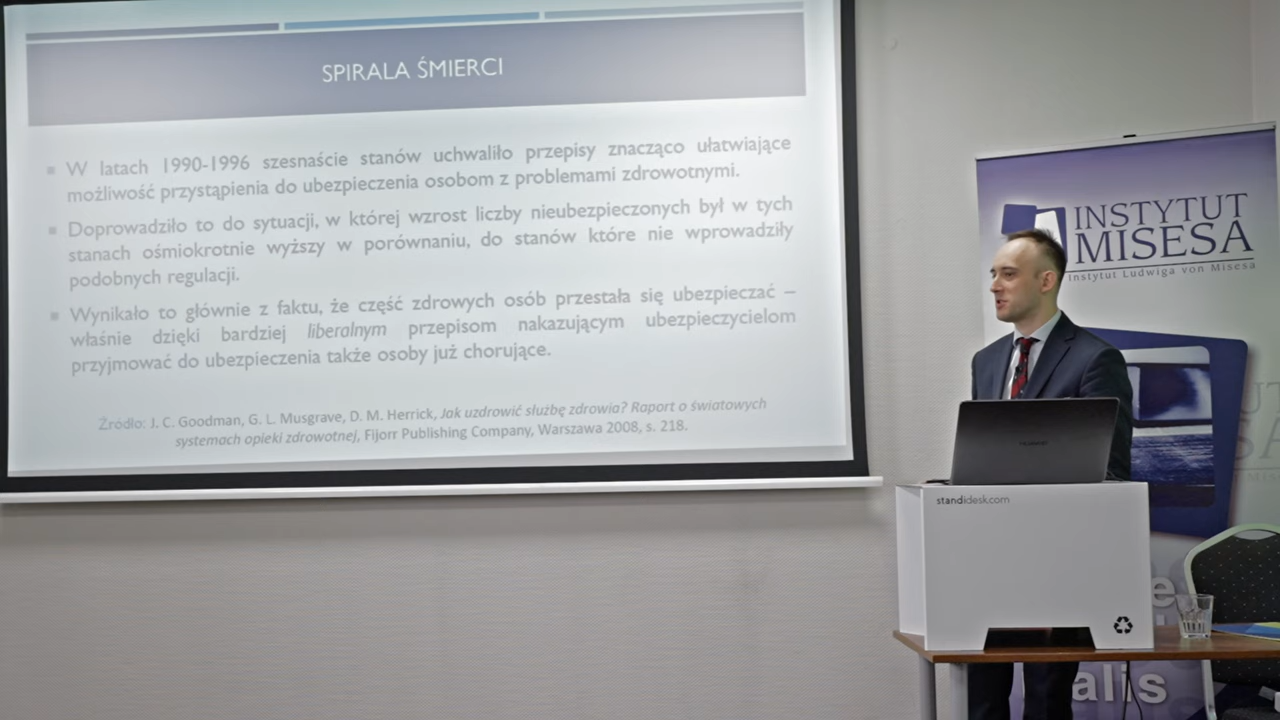 SPIRALA ŚMIERCI
W latach 1990-1996 szesnaście stanów uchwaliło przepisy znacząco ułatwiające
możliwość przystąpienia do ubezpieczenia osobom z problemami zdrowotnymi.
Doprowadziło to do sytuacji, w której wzrost liczby nieubezpieczonych był w tych
stanach ośmiokrotnie wyższy w porównaniu, do stanów które nie wprowadziły
podobnych regulacji.
Wynikało to głównie z faktu, że część zdrowych osób przestała się ubezpieczać –
właśnie dzięki bardziej liberalnym przepisom nakazującym ubezpieczycielom
przyjmować do ubezpieczenia także osoby już chorujące.
Źródło: J. C. Goodman, G. L. Musgrave, D. M. Herrick, Jak uzdrowić służbę zdrowia? Raport o światowych
systemach opieki zdrowotnej, Fijorr Publishing Company, Warszawa 2008, s. 218.
INSTYTUT
MISESA
Instytut Ludwiga von Misesa
standidesk.com
alis